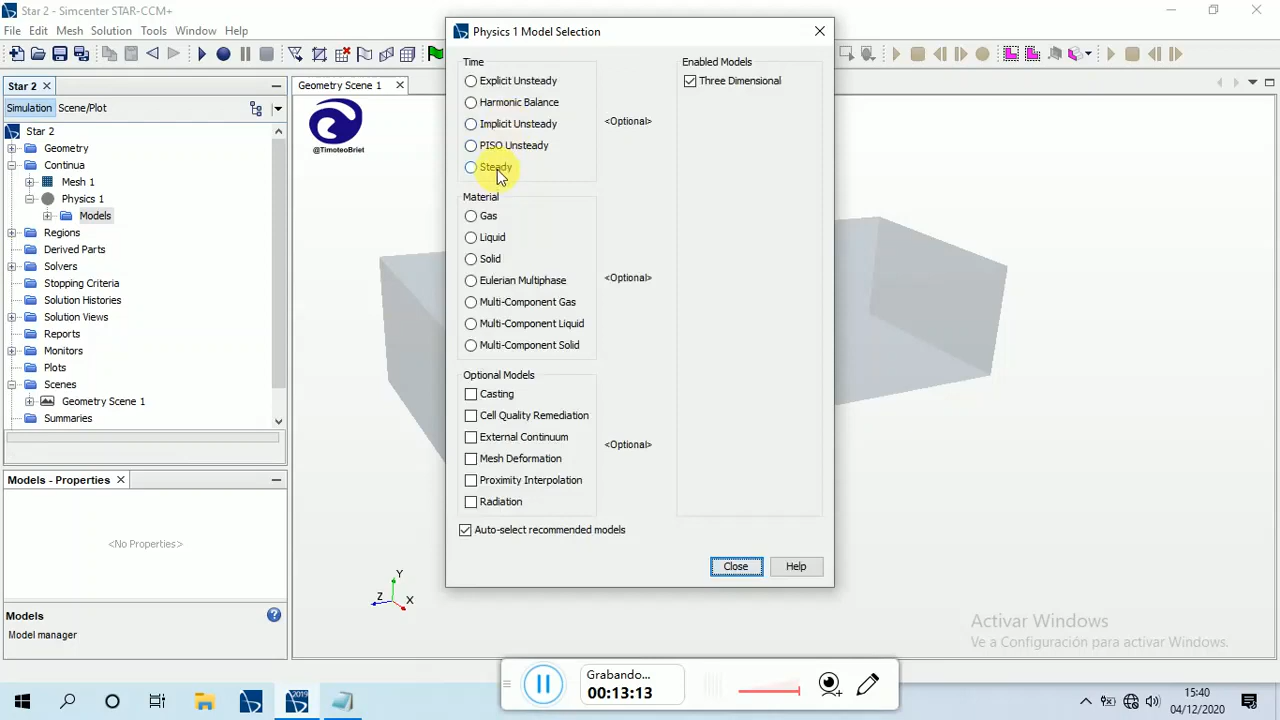 Star 2 - Simcenter STAR-CCM+
File Edit Mesh Solution Tools Window Help
Star 2
Simulation Scene/Plot
Star 2
Geometry
Continua
Mesh 1
Physics 1
Models
Regions
Derived Parts
Solvers
Stopping Criteria
Solution Histories
Solution Views
Reports
Monitors
Plots
Scenes
Geometry Scene 1
Summaries
Models - Properties
<No Properties>
Models
Model manager
Geometry Scene 1
@TimoteoBriet
Y
Z
X
Physics 1 Model Selection
Time
Explicit Unsteady
Harmonic Balance
Implicit Unsteady
PISO Unsteady
Steady
<Optional>
Material
Gas
Liquid
Solid
Eulerian Multiphase
Multi-Component Gas
Multi-Component Liquid
Multi-Component Solid
<Optional>
Optional Models
Casting
Cell Quality Remediation
External Continuum
Mesh Deformation
Proximity Interpolation
Radiation
<Optional>
Enabled Models
Three Dimensional
Auto-select recommended models
Close Help
Activar Windows
Ve a Configuración para activar Windows.
Grabando...
00:13:13
2019
15:40
04/12/2020